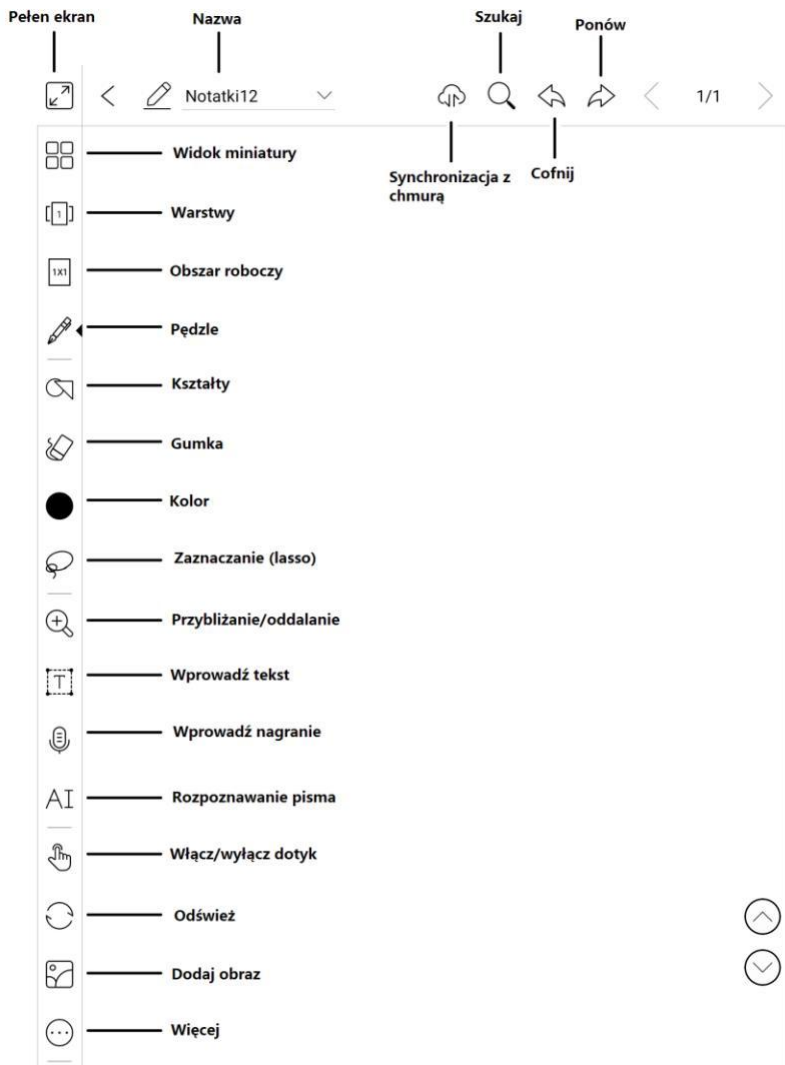 Pełen ekran
Nazwa
Szukaj
Ponów
Notatki12
1/1
Synchronizacja z
chmurą
Cofnij
Widok miniatury
1
Warstwy
1X1
Obszar roboczy
Pędzle
Kształty
Gumka
Kolor
Zaznaczanie (lasso)
Przybliżanie/oddalanie
T
Wprowadź tekst
Wprowadź nagranie
AI
Rozpoznawanie pisma
Włącz/wyłącz dotyk
Odśwież
Dodaj obraz
Więcej